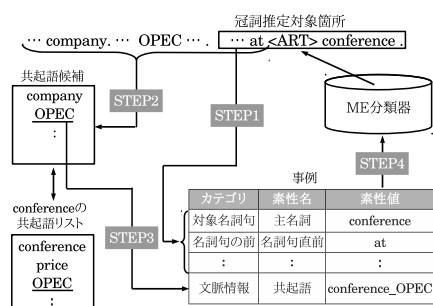 冠詞推定対象箇所
… company. … OPEC … . … at <ART> conference .
共起語候補
company
OPEC
:
STEP2
STEP1
ME分類器
STEP4
conferenceの
共起語リスト
conference
price
OPEC
:
STEP3
事例
カテゴリ 素性名 素性値
対象名詞句 主名詞 conference
名詞句の前 名詞句直前 at
: : :
文脈情報 共起語 conference_OPEC